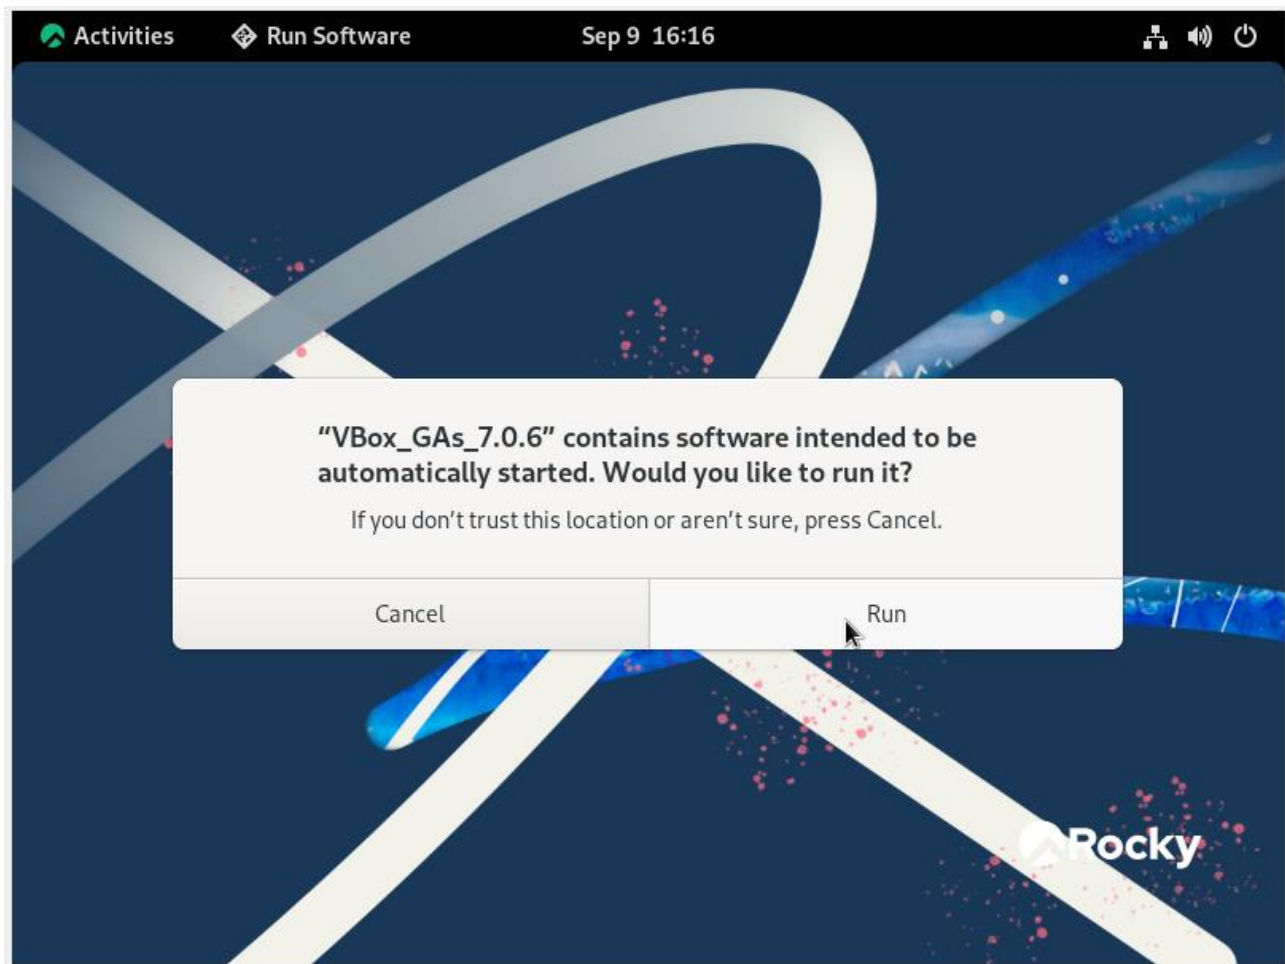 Activities Run Software Sep 9 16:16
“VBox_GAs_7.0.6” contains software intended to be
automatically started. Would you like to run it?
If you don’t trust this location or aren’t sure, press Cancel.
Cancel Run
Rocky